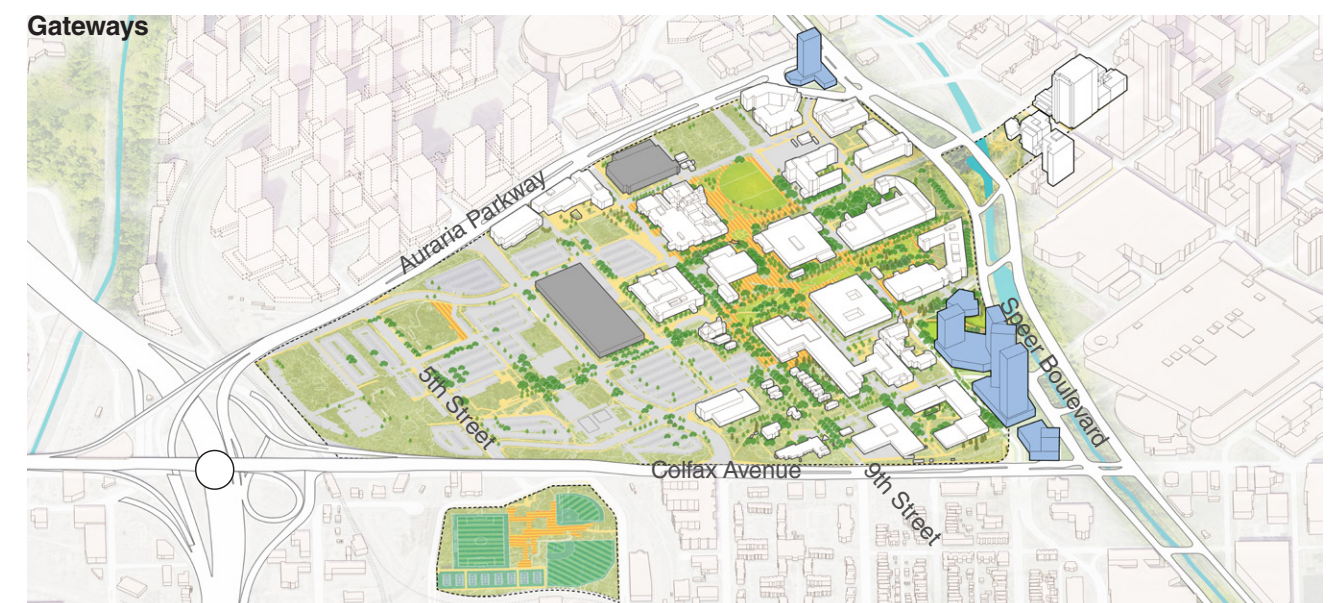 Gateways
Auraria Parkway
5th Street
Speer Boulevard
Colfax Avenue
9th Street